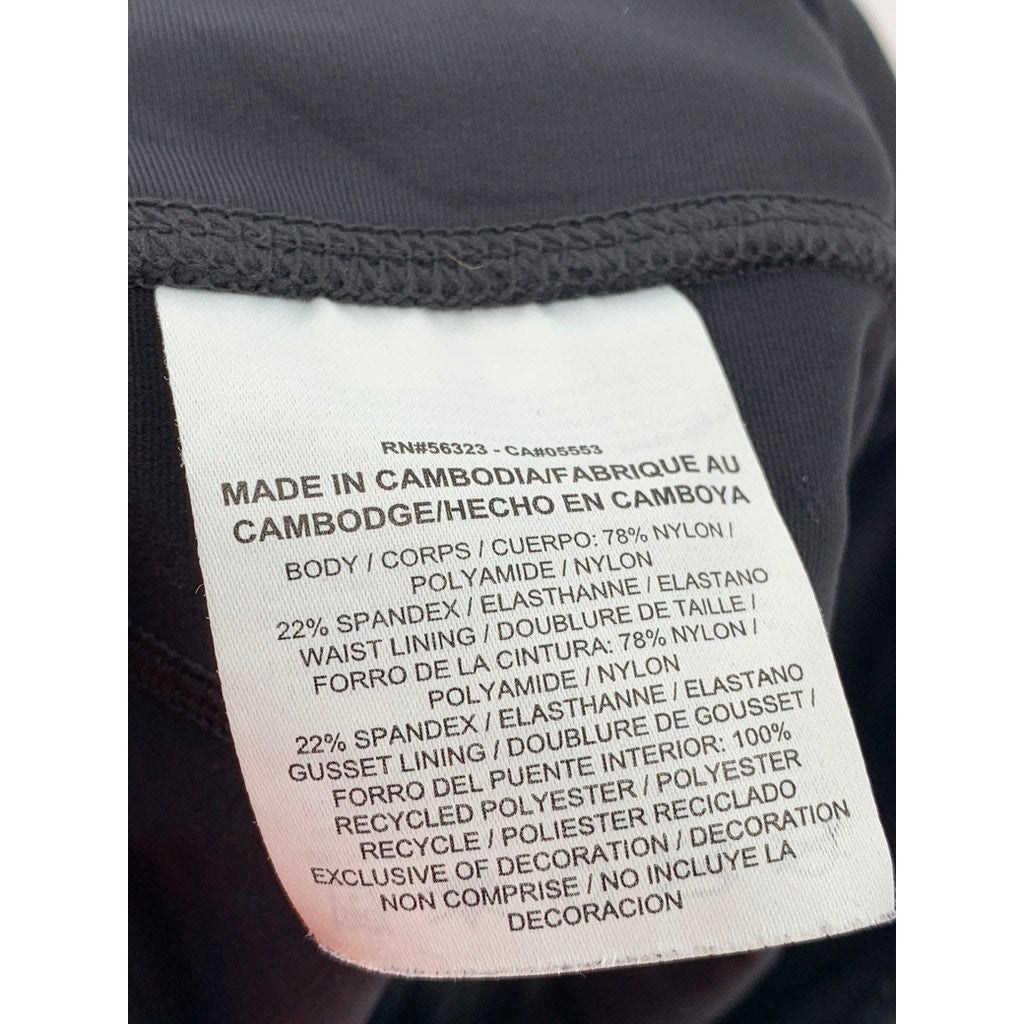 RN#56323 - CA#05553
MADE IN CAMBODIA/FABRIQUE AU
CAMBODGE/HECHO EN CAMBOYA
BODY / CORPS / CUERPO: 78% NYLON /
POLYAMIDE / NYLON
22% SPANDEX / ELASTHANNE / ELASTANO
WAIST LINING / DOUBLURE DE TAILLE /
FORRO DE LA CINTURA: 78% NYLON /
POLYAMIDE / NYLON
22% SPANDEX / ELASTHANNE / ELASTANO
GUSSET LINING / DOUBLURE DE GOUSSET /
FORRO DEL PUENTE INTERIOR: 100%
RECYCLED POLYESTER / POLYESTER
RECYCLE / POLIESTER RECICLADO
EXCLUSIVE OF DECORATION / DECORATION
NON COMPRISE / NO INCLUYE LA
DECORACION